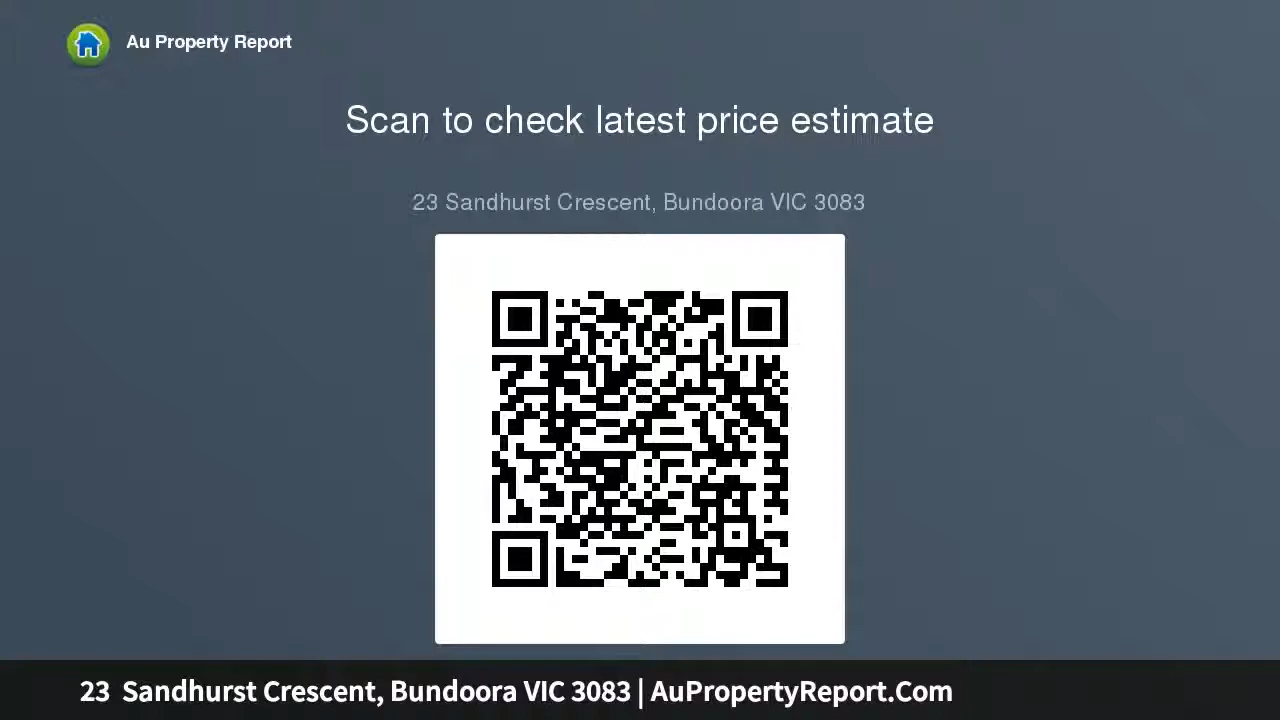 Au Property Report
Scan to check latest price estimate
23 Sandhurst Crescent, Bundoora VIC 3083
23 Sandhurst Crescent, Bundoora VIC 3083 | AuPropertyReport.Com